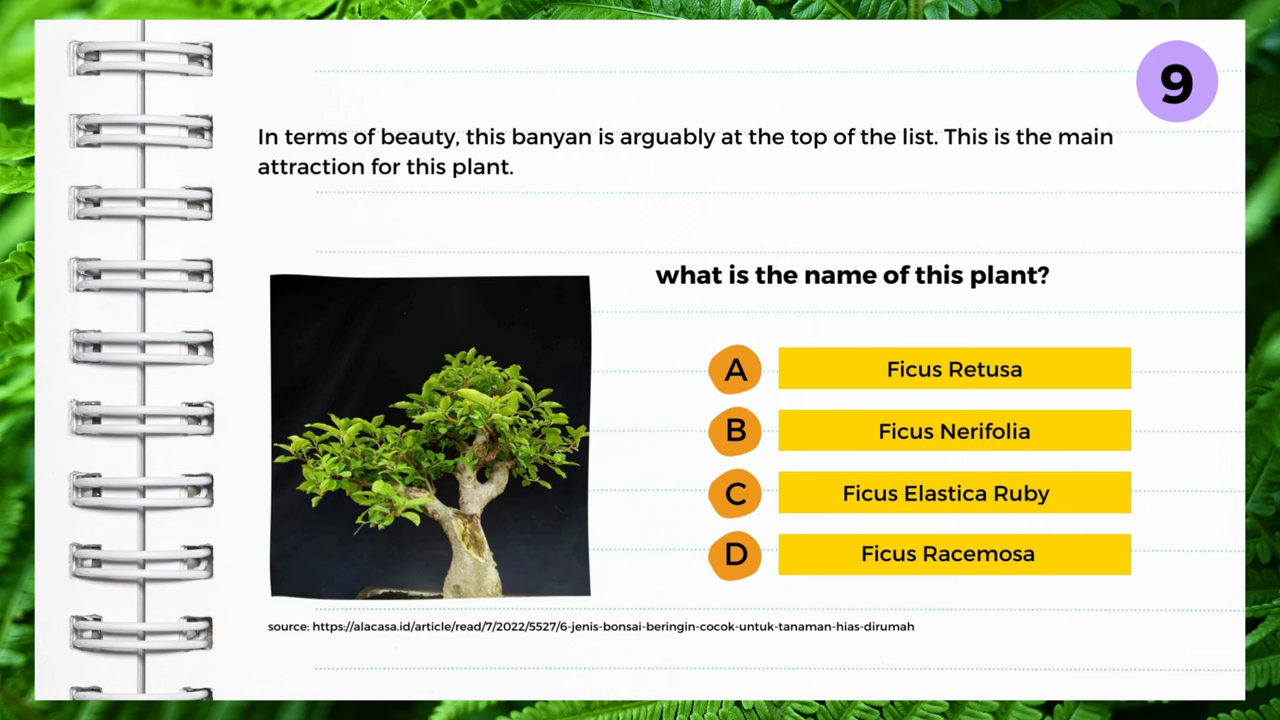 9
In terms of beauty, this banyan is arguably at the top of the list. This is the main
attraction for this plant.
what is the name of this plant?
A Ficus Retusa
B Ficus Nerifolia
C Ficus Elastica Ruby
D Ficus Racemosa
source: https://alacasa.id/article/read/7/2022/5527/6-jenis-bonsai-beringin-cocok-untuk-tanaman-hias-dirumah